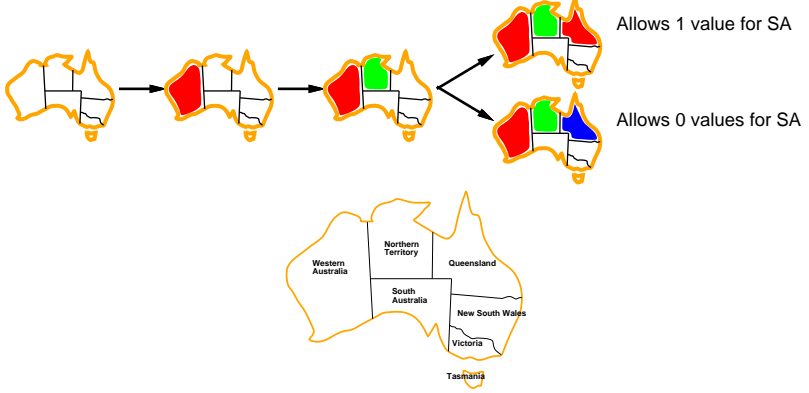 Allows 1 value for SA
Allows 0 values for SA
Northern
Territory
Western
Australia
Queensland
South
Australia
New South Wales
Victoria
Tasmania